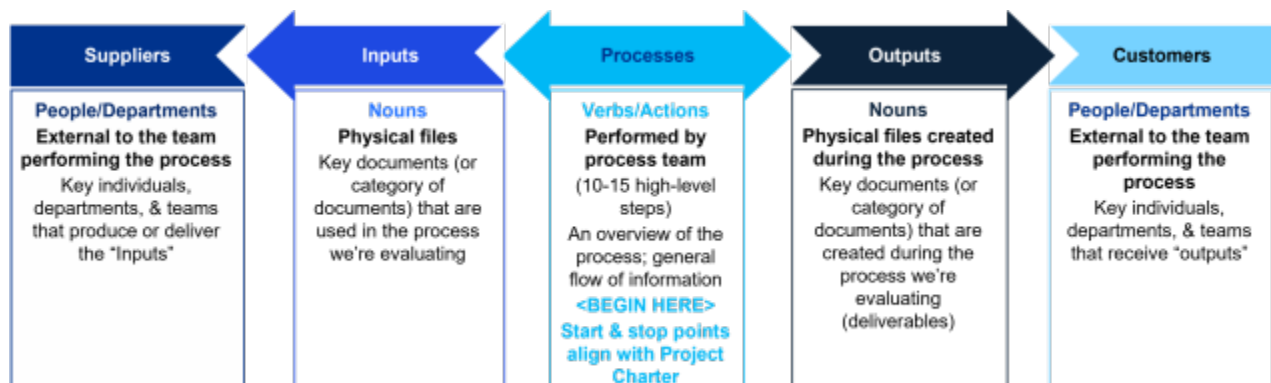 Suppliers
People/Departments
External to the team
performing the process
Key individuals,
departments, & teams
that produce or deliver
the “Inputs”
Inputs
Nouns
Physical files
Key documents (or
category of
documents) that are
used in the process
we’re evaluating
Processes
Verbs/Actions
Performed by
process team
(10-15 high-level
steps)
An overview of the
process; general
flow of information
<BEGIN HERE>
Start & stop points
align with Project
Charter
Outputs
Nouns
Physical files created
during the process
Key documents (or
category of
documents) that are
created during the
process we’re
evaluating
(deliverables)
Customers
People/Departments
External to the team
performing the
process
Key individuals,
departments, & teams
that receive “outputs”